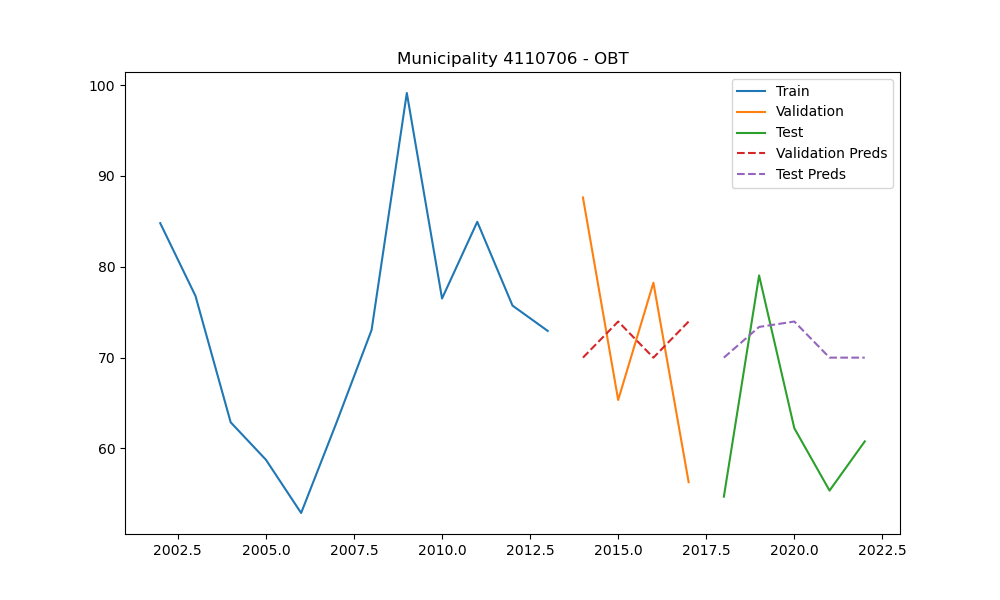 Municipality 4110706 - OBT
Train
Validation
Test
Validation Preds
Test Preds
100
90
80
70
60
2002.5 2005.0 2007.5 2010.0 2012.5 2015.0 2017.5 2020.0 2022.5